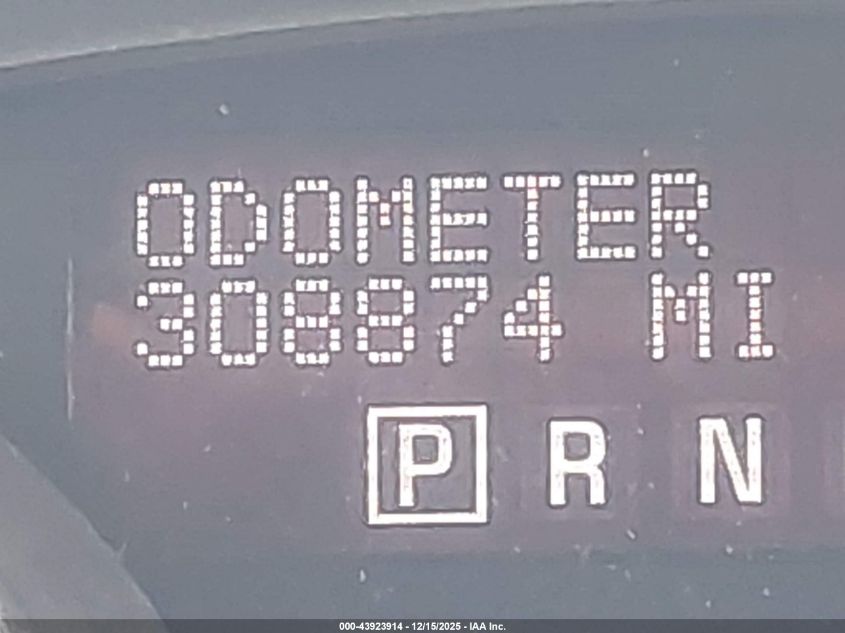 ODOMETER
308874 MI
P R N
000-43923914 - 12/15/2025 - IAA Inc.